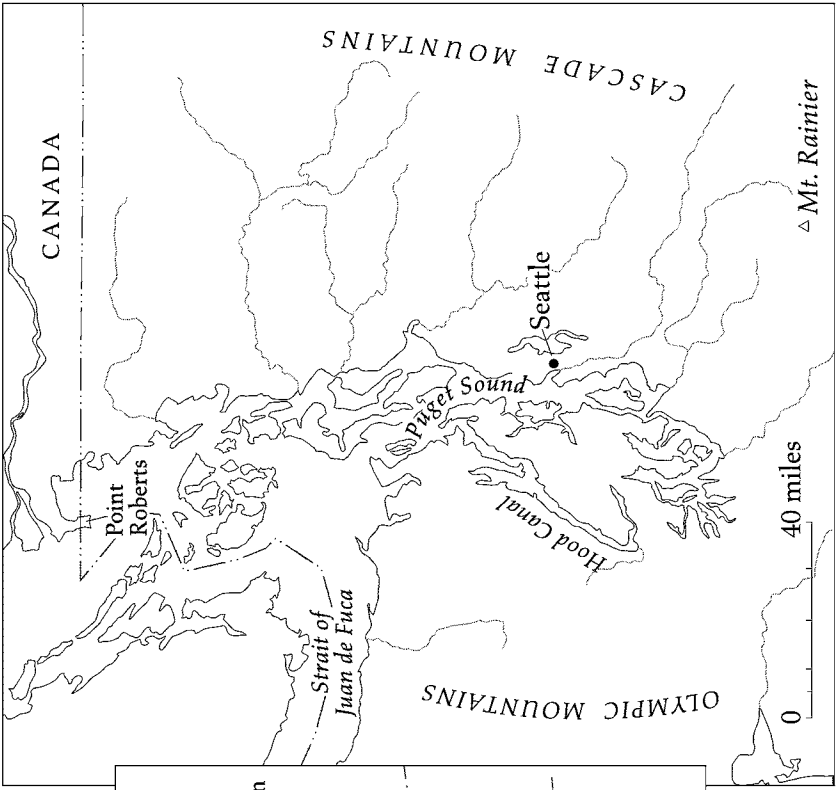 CANADA
CASCADE MOUNTAINS
Point
Roberts
Strait of
Juan de Fuca
Puget Sound
Seattle
Hood Canal
OLYMPIC MOUNTAINS
Mt. Rainier
0
40 miles